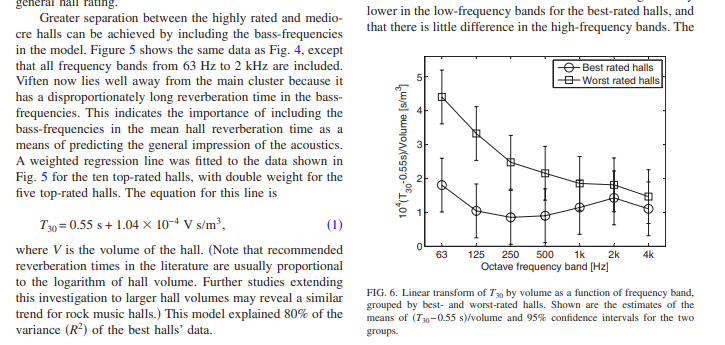 general hall rating.
Greater separation between the highly rated and medio-
cre halls can be achieved by including the bass-frequencies
in the model. Figure 5 shows the same data as Fig. 4, except
that all frequency bands from 63 Hz to 2 kHz are included.
Viften now lies well away from the main cluster because it
has a disproportionately long reverberation time in the bass-
frequencies. This indicates the importance of including the
bass-frequencies in the mean hall reverberation time as a
means of predicting the general impression of the acoustics.
A weighted regression line was fitted to the data shown in
Fig. 5 for the ten top-rated halls, with double weight for the
five top-rated halls. The equation for this line is
T30 = 0.55 s + 1.04 × 10⁻⁴ V s/m³, (1)
where V is the volume of the hall. (Note that recommended
reverberation times in the literature are usually proportional
to the logarithm of hall volume. Further studies extending
this investigation to larger hall volumes may reveal a similar
trend for rock music halls.) This model explained 80% of the
variance (R²) of the best halls' data.
lower in the low-frequency bands for the best-rated halls, and
that there is little difference in the high-frequency bands. The
Best rated halls
Worst rated halls
10⁴(T30-0.55s)/Volume [s/m³]
5
4
3
2
1
0
63 125 250 500 1k 2k 4k
Octave frequency band [Hz]
FIG. 6. Linear transform of T30 by volume as a function of frequency band,
grouped by best- and worst-rated halls. Shown are the estimates of the
means of (T30−0.55 s)/volume and 95% confidence intervals for the two
groups.